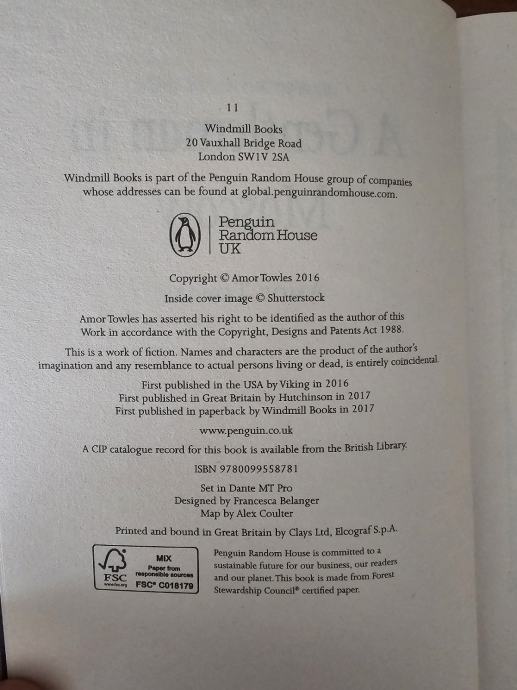 11
Windmill Books
20 Vauxhall Bridge Road
London SW1V 2SA
Windmill Books is part of the Penguin Random House group of companies
whose addresses can be found at global.penguinrandomhouse.com.
Penguin
Random House
UK
Copyright © Amor Towles 2016
Inside cover image © Shutterstock
Amor Towles has asserted his right to be identified as the author of this
Work in accordance with the Copyright, Designs and Patents Act 1988.
This is a work of fiction. Names and characters are the product of the author's
imagination and any resemblance to actual persons living or dead, is entirely coincidental.
First published in the USA by Viking in 2016
First published in Great Britain by Hutchinson in 2017
First published in paperback by Windmill Books in 2017
www.penguin.co.uk
A CIP catalogue record for this book is available from the British Library.
ISBN 9780099558781
Set in Dante MT Pro
Designed by Francesca Belanger
Map by Alex Coulter
Printed and bound in Great Britain by Clays Ltd, Elcograf S.p.A.
FSC
www.fsc.org
MIX
Paper from
responsible sources
FSC® C018179
Penguin Random House is committed to a
sustainable future for our business, our readers
and our planet. This book is made from Forest
Stewardship Council® certified paper.